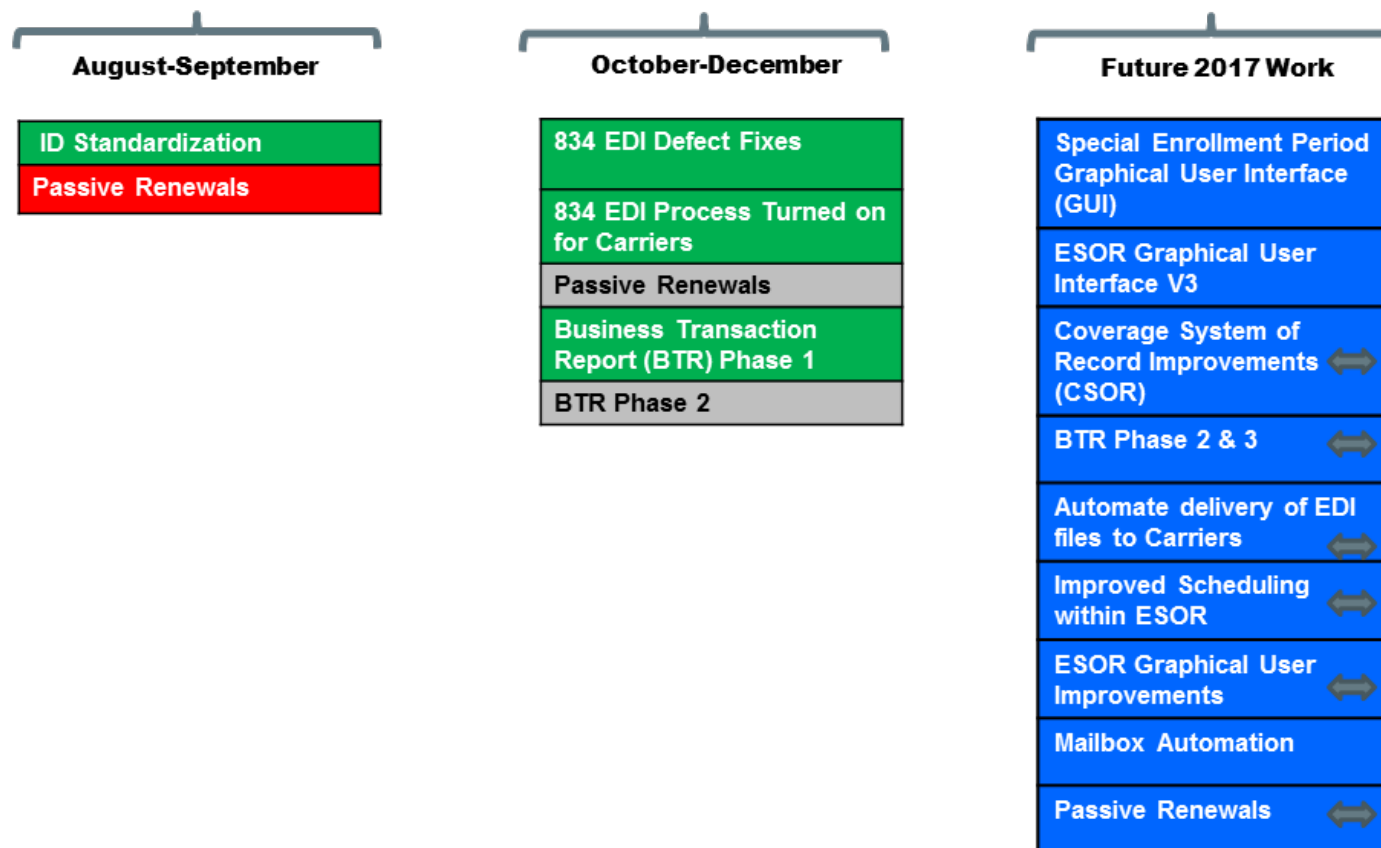 August-September
ID Standardization
Passive Renewals
October-December
834 EDI Defect Fixes
834 EDI Process Turned on
for Carriers
Passive Renewals
Business Transaction
Report (BTR) Phase 1
BTR Phase 2
Future 2017 Work
Special Enrollment Period
Graphical User Interface
(GUI)
ESOR Graphical User
Interface V3
Coverage System of
Record Improvements
(CSOR)
BTR Phase 2 & 3
Automate delivery of EDI
files to Carriers
Improved Scheduling
within ESOR
ESOR Graphical User
Improvements
Mailbox Automation
Passive Renewals